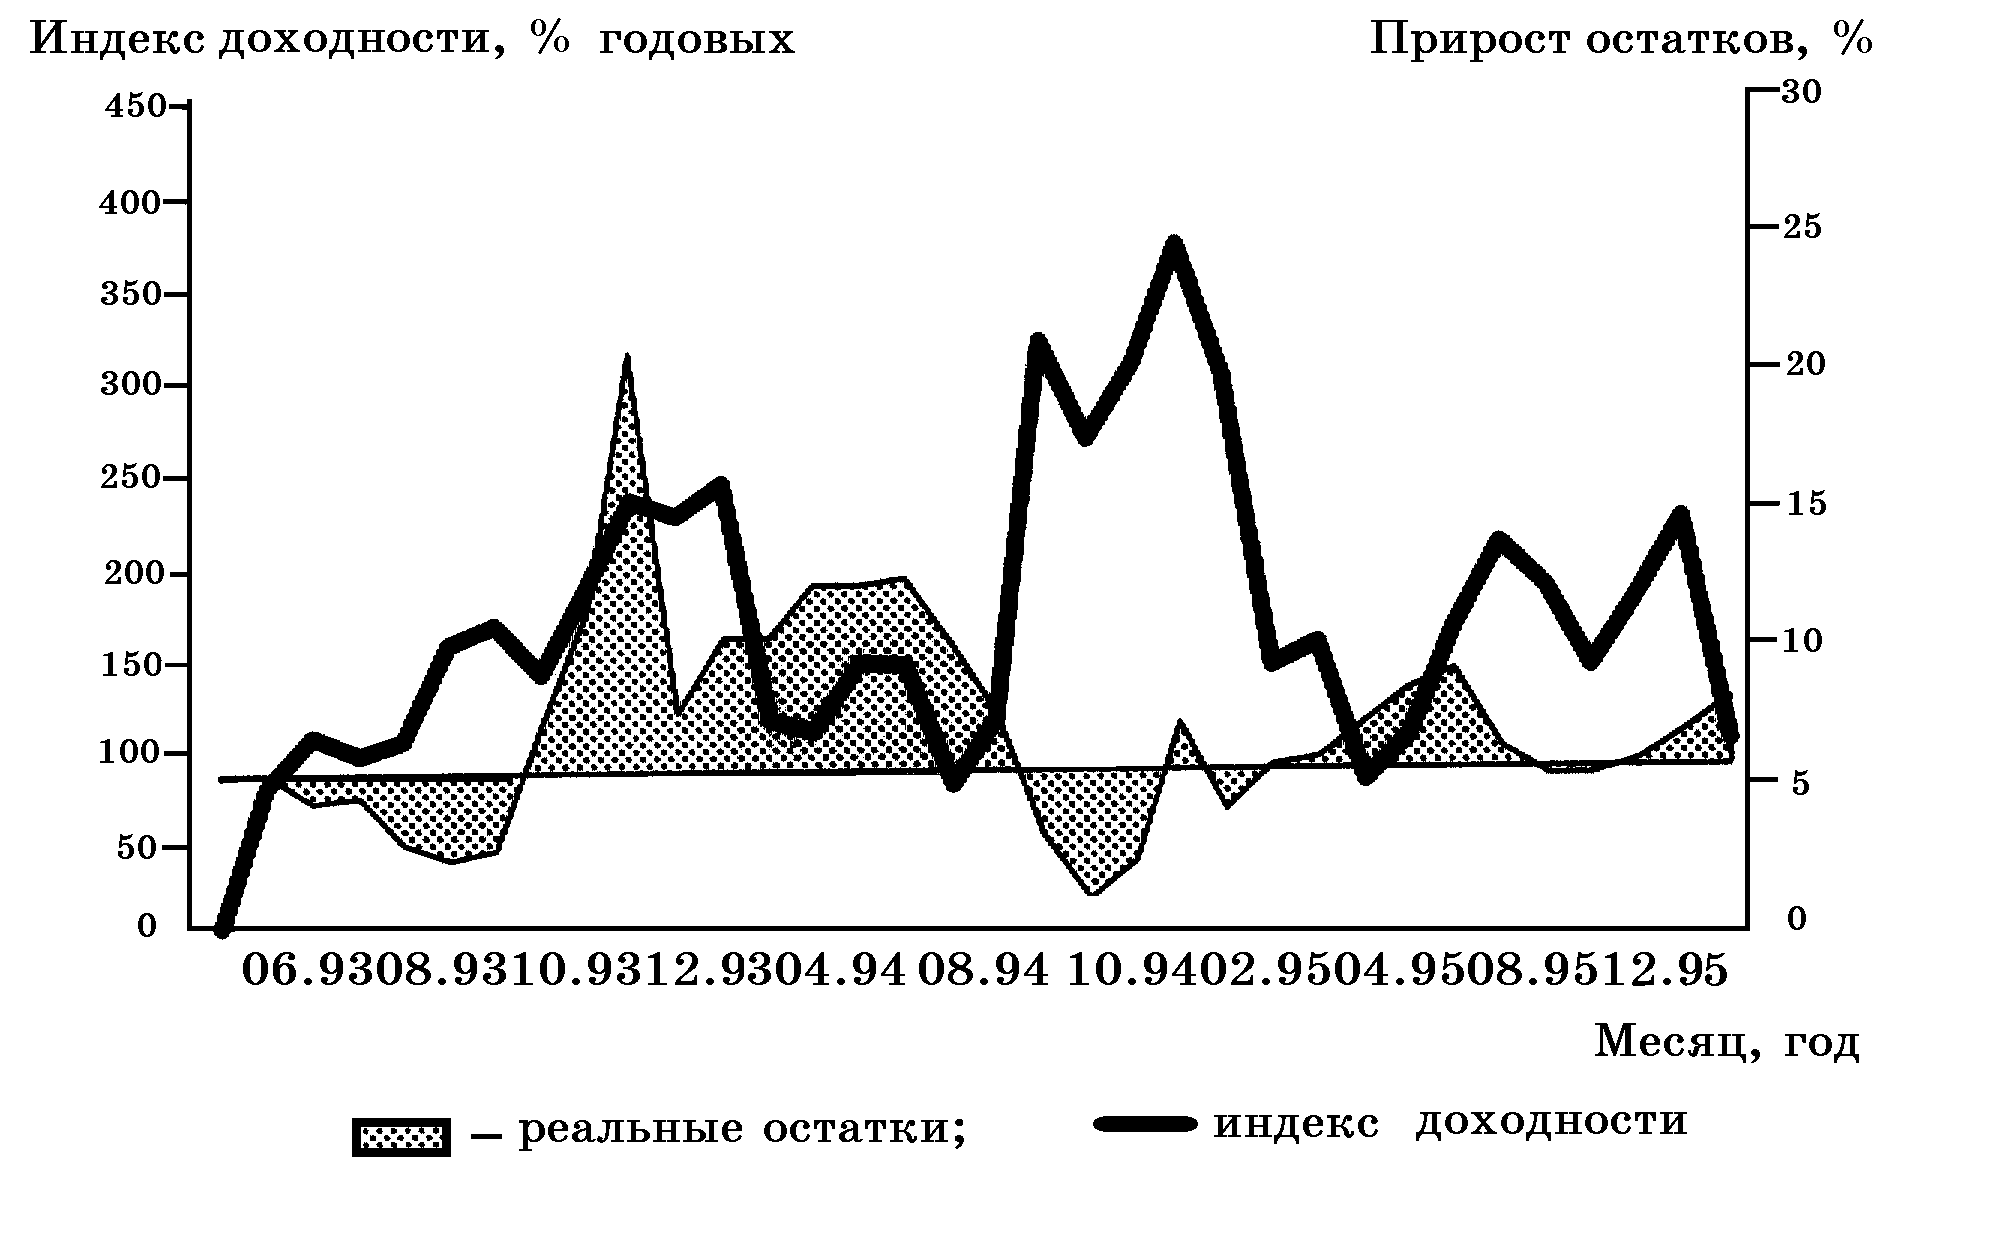 Индекс доходности, % годовых
Прирост остатков, %
450
400
350
300
250
200
150
100
50
0
30
25
20
15
10
5
0
06.93 08.93 10.93 12.93 04.94 08.94 10.94 02.95 04.95 08.95 12.95
Месяц, год
– реальные остатки;
индекс доходности